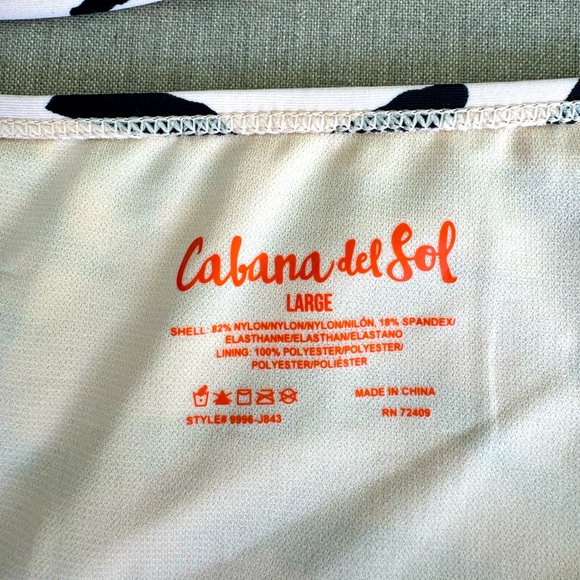 Cabana del Sol
LARGE
SHELL: 82% NYLON/NYLON/NYLON/NILÓN, 18% SPANDEX/
ELASTHANNE/ELASTHAN/ELASTANO
LINING: 100% POLYESTER/POLYESTER/
POLYESTER/POLIÉSTER
MADE IN CHINA
STYLE# 9996-J843
RN 72409